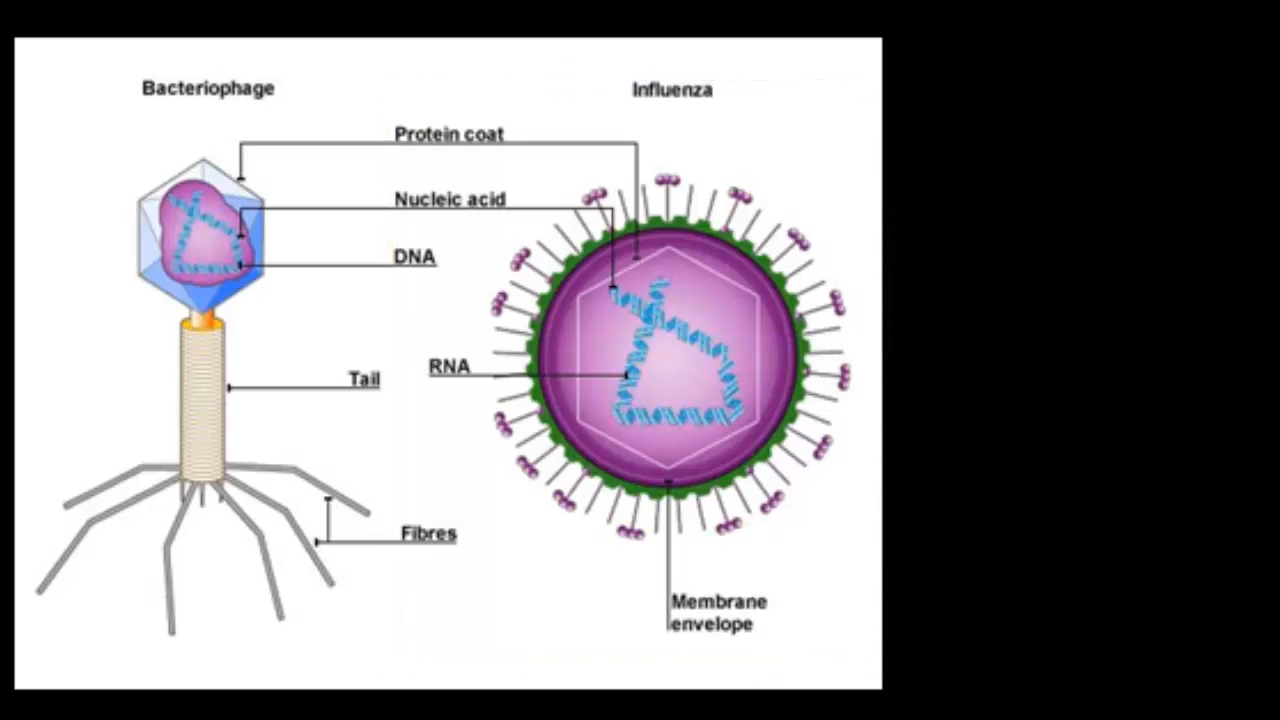 Bacteriophage
Influenza
Protein coat
Nucleic acid
DNA
RNA
Tail
Fibres
Membrane
envelope